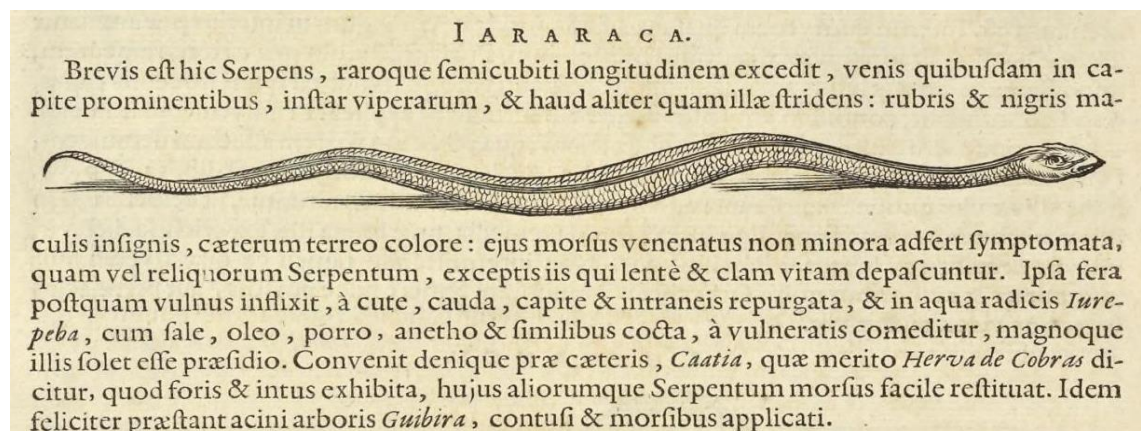 IARARACA.
Brevis eſt hic Serpens, raroque ſemicubiti longitudinem excedit, venis quibuſdam in ca-
pite prominentibus, inſtar viperarum, & haud aliter quam illæ ſtridens: rubris & nigris ma-
culis inſignis, cæterum terreo colore: ejus morſus venenatus non minora adfert ſymptomata,
quam vel reliquorum Serpentum, exceptis iis qui lentè & clam vitam depaſcuntur. Ipſa fera
poſtquam vulnus inflixit, à cute, cauda, capite & intraneis repurgata, & in aqua radicis Iure-
peba, cum ſale, oleo, porro, anetho & ſimilibus cocta, à vulneratis comeditur, magnoque
illis ſolet eſſe præſidio. Convenit denique præ cæteris, Caatia, quæ merito Herva de Cobras di-
citur, quod foris & intus exhibita, hujus aliorumque Serpentum morſus facile reſtituat. Idem
feliciter præſtant acini arboris Guibira, contuſi & morſibus applicati.